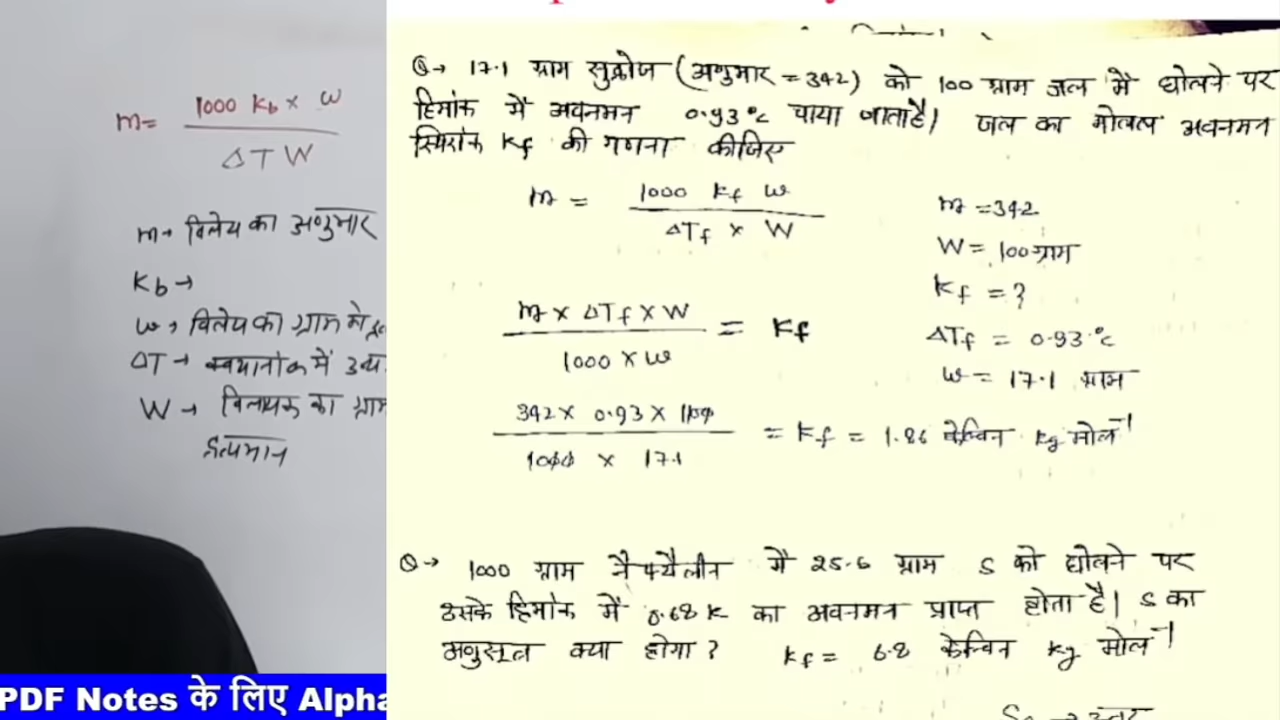 m= 1000 Kb × w
ΔT W
m→ विलेय का अणुभार
Kb→
w→ विलेय का ग्राम में
ΔT→ क्वथनांक में
W→ विलायक का ग्राम
द्रव्यमान
PDF Notes के लिए Alpha
Q→ 17.1 ग्राम सुक्रोज (अणुभार = 342) को 100 ग्राम जल में घोलने पर
हिमांक में अवनमन 0.93°c पाया जाता है। जल का मोलल अवनमन
स्थिरांक Kf की गणना कीजिए
m = 1000 Kf w
ΔTf × W
m = 342
W = 100 ग्राम
Kf = ?
ΔTf = 0.93°c
w = 17.1 ग्राम
m × ΔTf × W = Kf
1000 × w
342 × 0.93 × 100 = Kf = 1.86 केल्विन kg मोल⁻¹
1000 × 17.1
Q→ 1000 ग्राम नैफ्थैलीन में 25.6 ग्राम S को घोलने पर
उसके हिमांक में 0.68 K का अवनमन प्राप्त होता है। S का
अणुसूत्र क्या होगा? Kf = 6.8 केल्विन kg मोल⁻¹